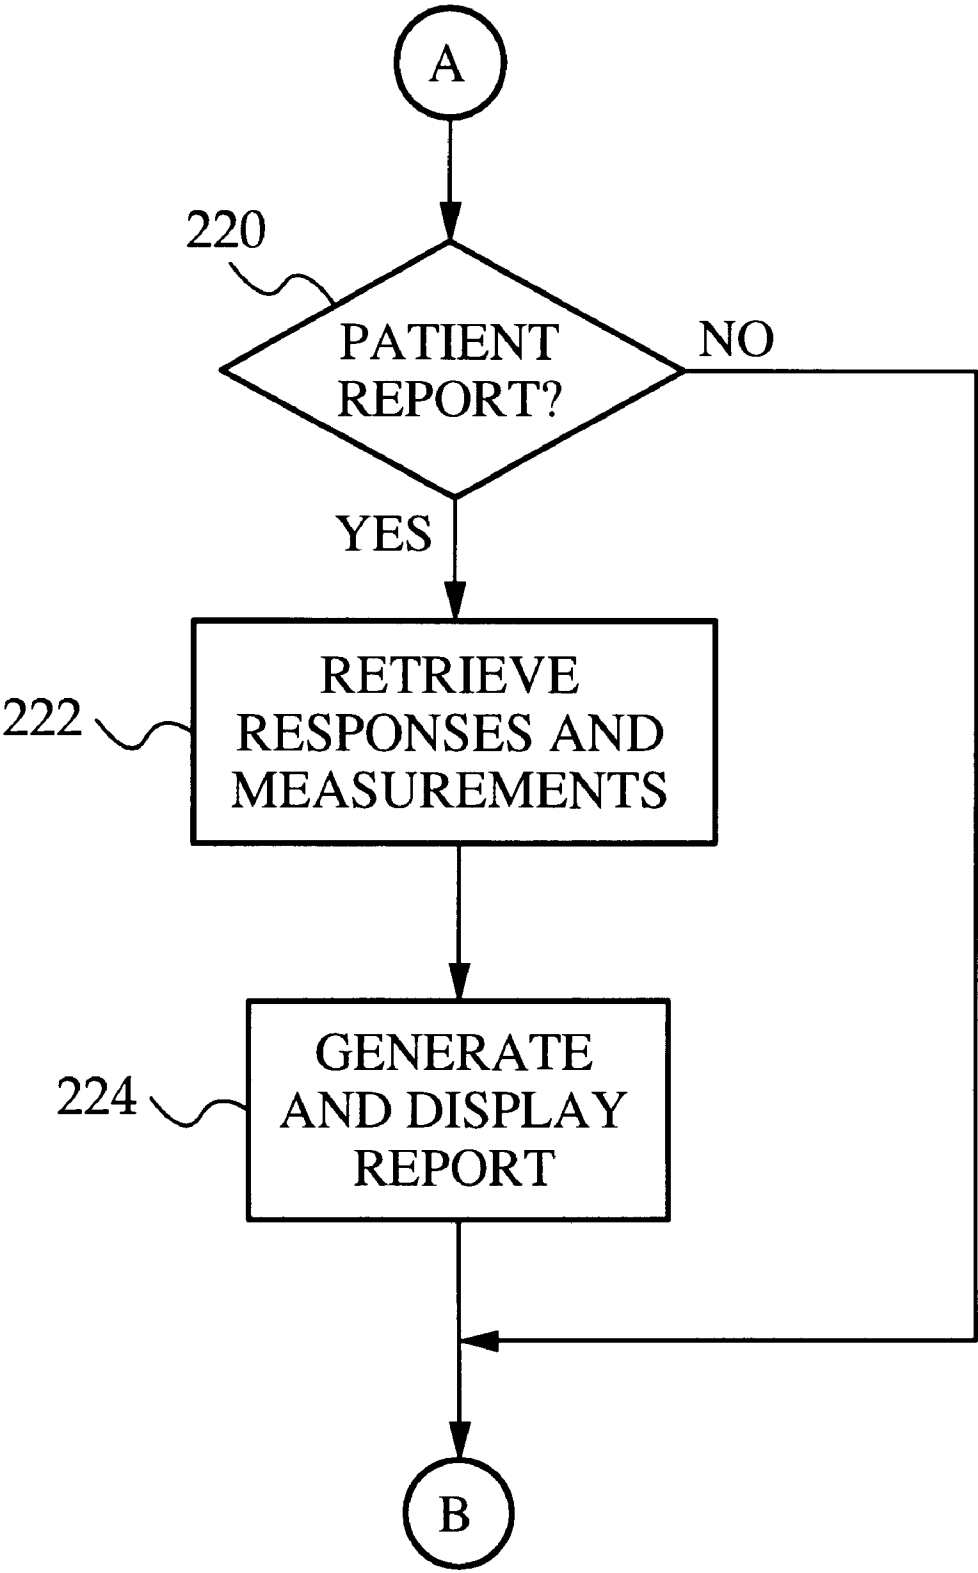 A
220
PATIENT
REPORT?
NO
YES
222
RETRIEVE
RESPONSES AND
MEASUREMENTS
224
GENERATE
AND DISPLAY
REPORT
B